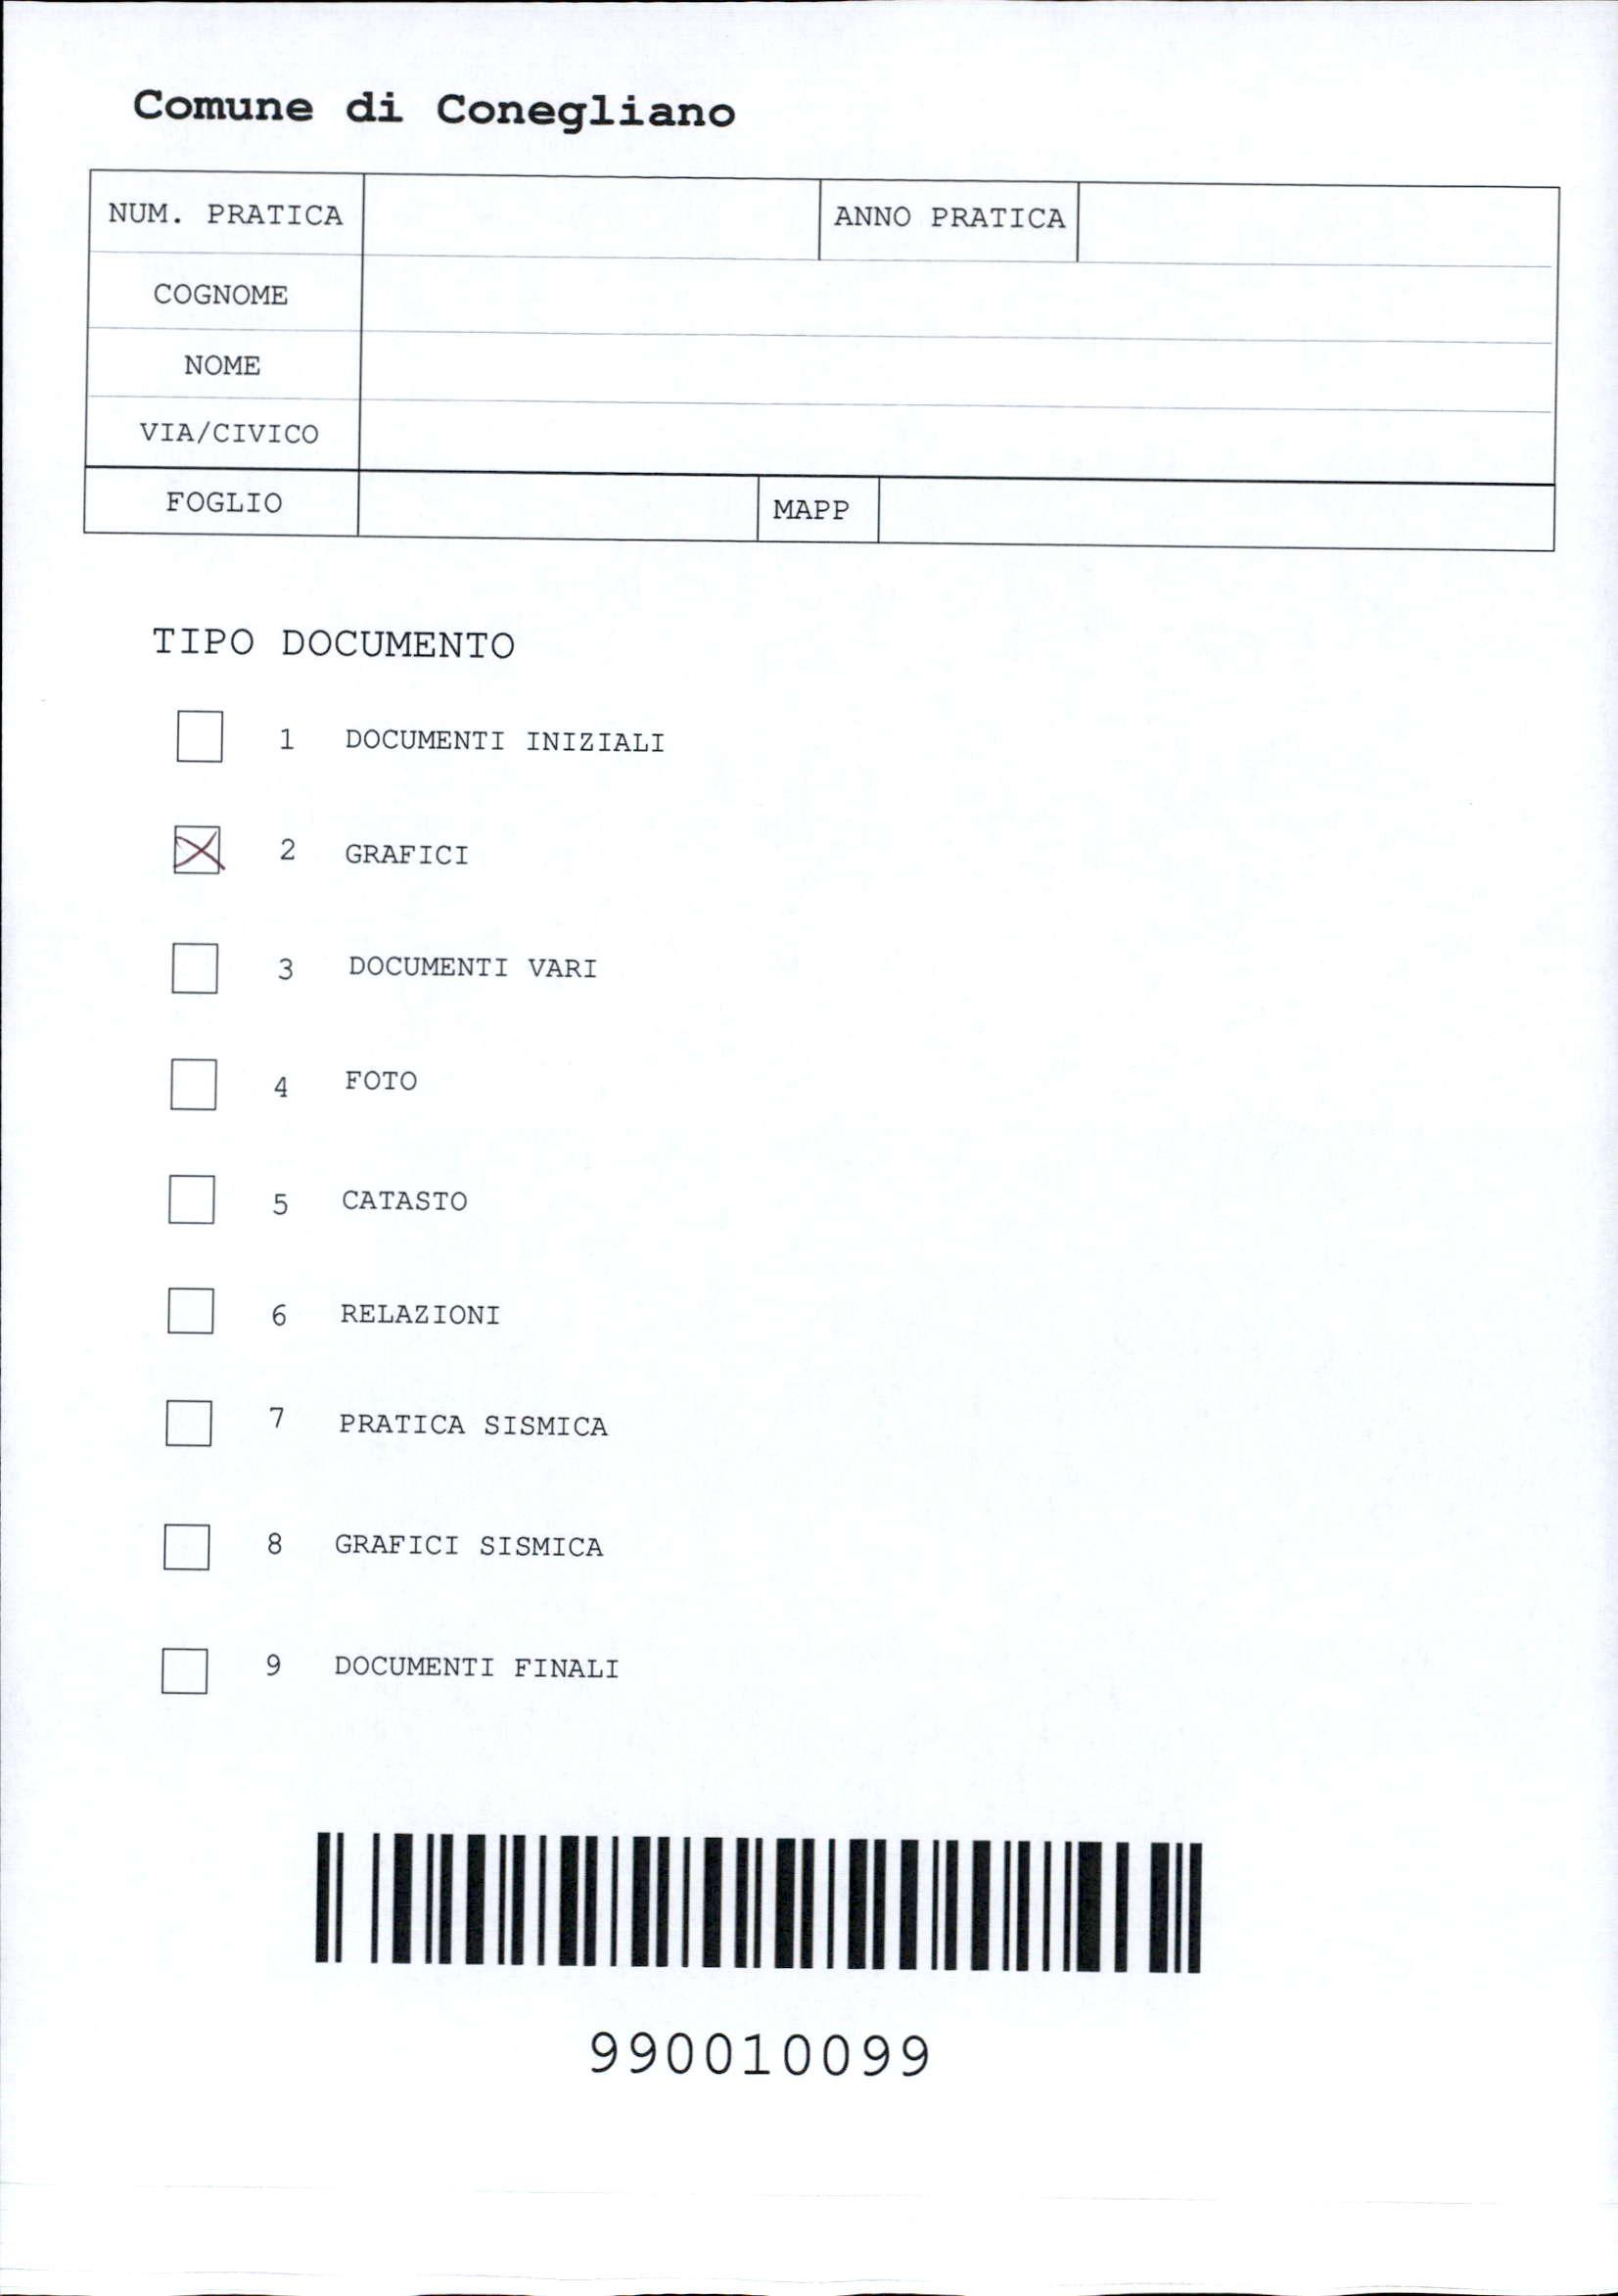 Comune di Conegliano
NUM. PRATICA ANNO PRATICA
COGNOME
NOME
VIA/CIVICO
FOGLIO MAPP
TIPO DOCUMENTO
1 DOCUMENTI INIZIALI
2 GRAFICI
3 DOCUMENTI VARI
4 FOTO
5 CATASTO
6 RELAZIONI
7 PRATICA SISMICA
8 GRAFICI SISMICA
9 DOCUMENTI FINALI
990010099